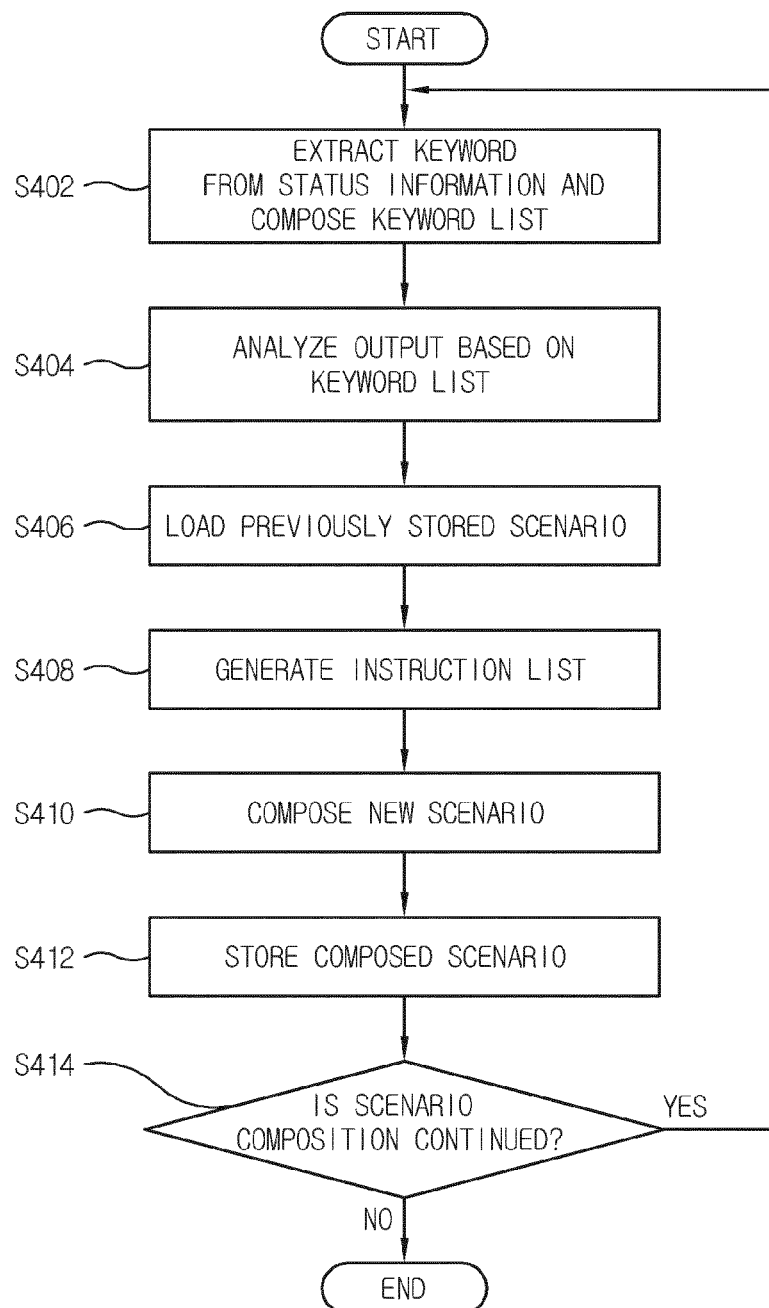 START
S402
EXTRACT KEYWORD
FROM STATUS INFORMATION AND
COMPOSE KEYWORD LIST
S404
ANALYZE OUTPUT BASED ON
KEYWORD LIST
S406
LOAD PREVIOUSLY STORED SCENARIO
S408
GENERATE INSTRUCTION LIST
S410
COMPOSE NEW SCENARIO
S412
STORE COMPOSED SCENARIO
S414
IS SCENARIO
COMPOSITION CONTINUED?
YES
NO
END